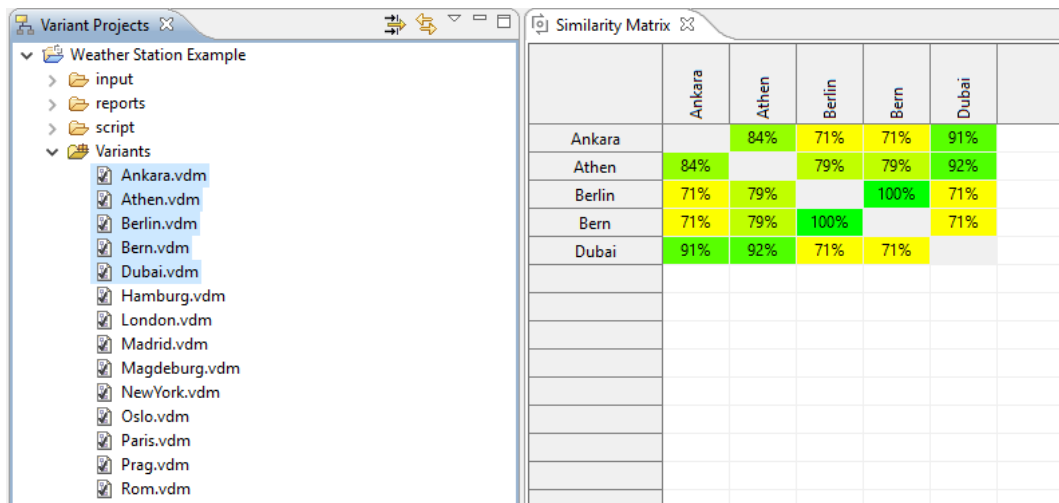 Variant Projects
Weather Station Example
input
reports
script
Variants
Ankara.vdm
Athen.vdm
Berlin.vdm
Bern.vdm
Dubai.vdm
Hamburg.vdm
London.vdm
Madrid.vdm
Magdeburg.vdm
NewYork.vdm
Oslo.vdm
Paris.vdm
Prag.vdm
Rom.vdm
Similarity Matrix
Ankara Athen Berlin Bern Dubai
Ankara 84% 71% 71% 91%
Athen 84% 79% 79% 92%
Berlin 71% 79% 100% 71%
Bern 71% 79% 100% 71%
Dubai 91% 92% 71% 71%